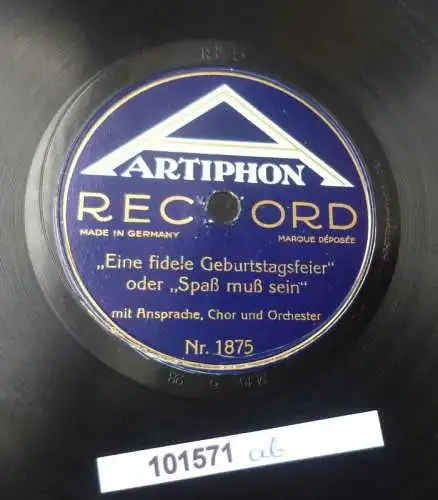 ARTIPHON
RECORD
MADE IN GERMANY
MARQUE DÉPOSÉE
„Eine fidele Geburtstagsfeier"
oder „Spaß muß sein"
mit Ansprache, Chor und Orchester
Nr. 1875
101571 ab